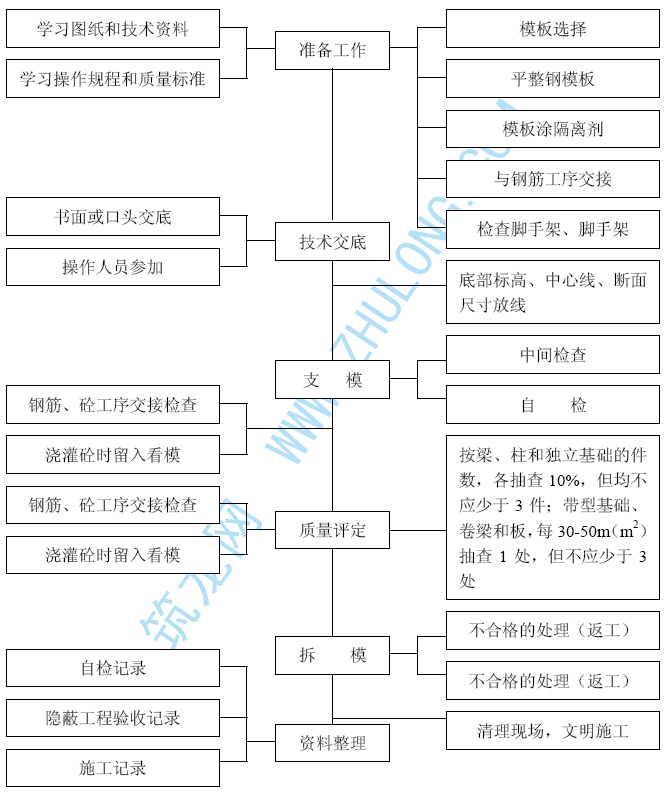 学习图纸和技术资料
学习操作规程和质量标准
准备工作
模板选择
平整钢模板
模板涂隔离剂
与钢筋工序交接
检查脚手架、脚手架
书面或口头交底
操作人员参加
技术交底
底部标高、中心线、断面
尺寸放线
支 模
中间检查
自 检
钢筋、砼工序交接检查
浇灌砼时留入看模
钢筋、砼工序交接检查
浇灌砼时留入看模
质量评定
按梁、柱和独立基础的件
数，各抽查 10%，但均不
应少于 3 件；带型基础、
卷梁和板，每 30-50m（m²）
抽查 1 处，但不应少于 3
处
拆 模
不合格的处理（返工）
不合格的处理（返工）
自检记录
隐蔽工程验收记录
施工记录
资料整理
清理现场，文明施工
筑龙网 WWW.ZHULONG.COM